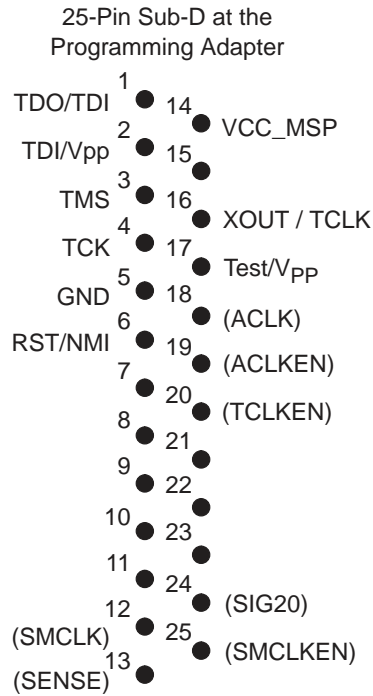 25-Pin Sub-D at the
Programming Adapter
1
TDO/TDI
14
VCC_MSP
2
TDI/Vpp
15
3
TMS
16
XOUT / TCLK
4
TCK
17
Test/VPP
5
GND
18
(ACLK)
6
RST/NMI
19
(ACLKEN)
7
20
(TCLKEN)
8
21
9
22
10
23
11
24
(SIG20)
12
(SMCLK)
25
(SMCLKEN)
13
(SENSE)